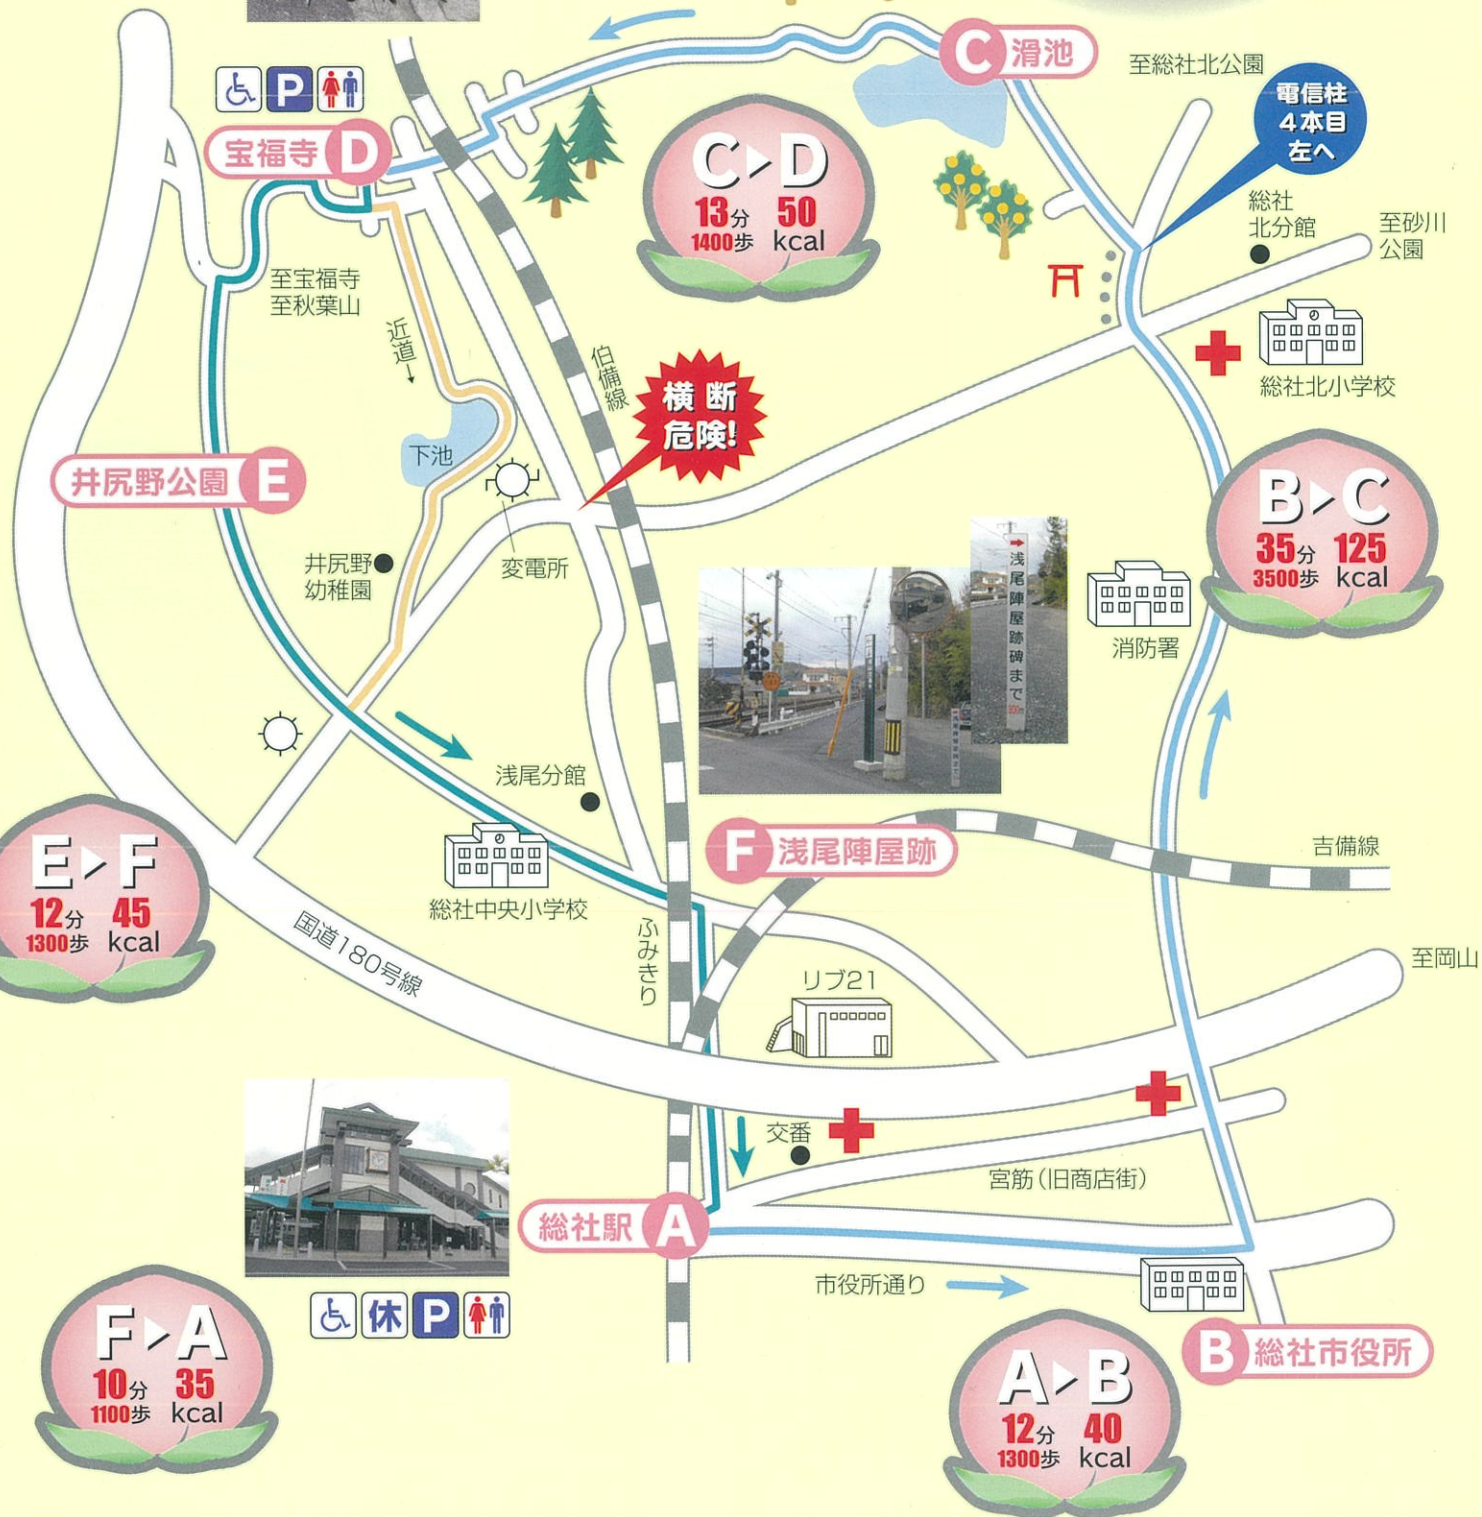 C 滑池
至総社北公園
電信柱
4本目
左へ
P
宝福寺 D
C▶D
13分 50
1400歩 kcal
総社
北分館
至砂川
公園
至宝福寺
至秋葉山
近道
伯備線
横断
危険!
総社北小学校
下池
井尻野公園 E
B▶C
35分 125
3500歩 kcal
井尻野
幼稚園
変電所
浅尾陣屋跡碑まで
消防署
浅尾分館
F 浅尾陣屋跡
吉備線
E▶F
12分 45
1300歩 kcal
総社中央小学校
国道180号線
ふみきり
リブ21
至岡山
交番
宮筋(旧商店街)
総社駅 A
市役所通り
休 P
B 総社市役所
F▶A
10分 35
1100歩 kcal
A▶B
12分 40
1300歩 kcal